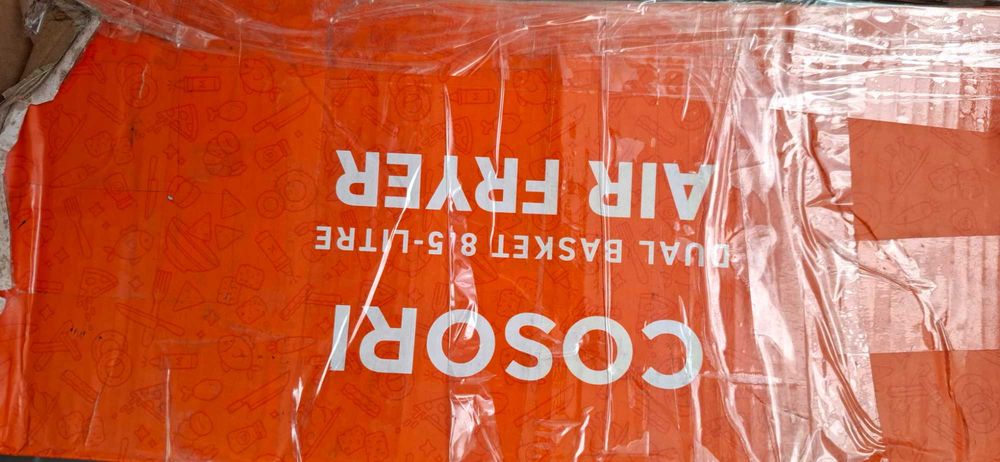 COSORI
DUAL BASKET 8.5-LITRE
AIR FRYER